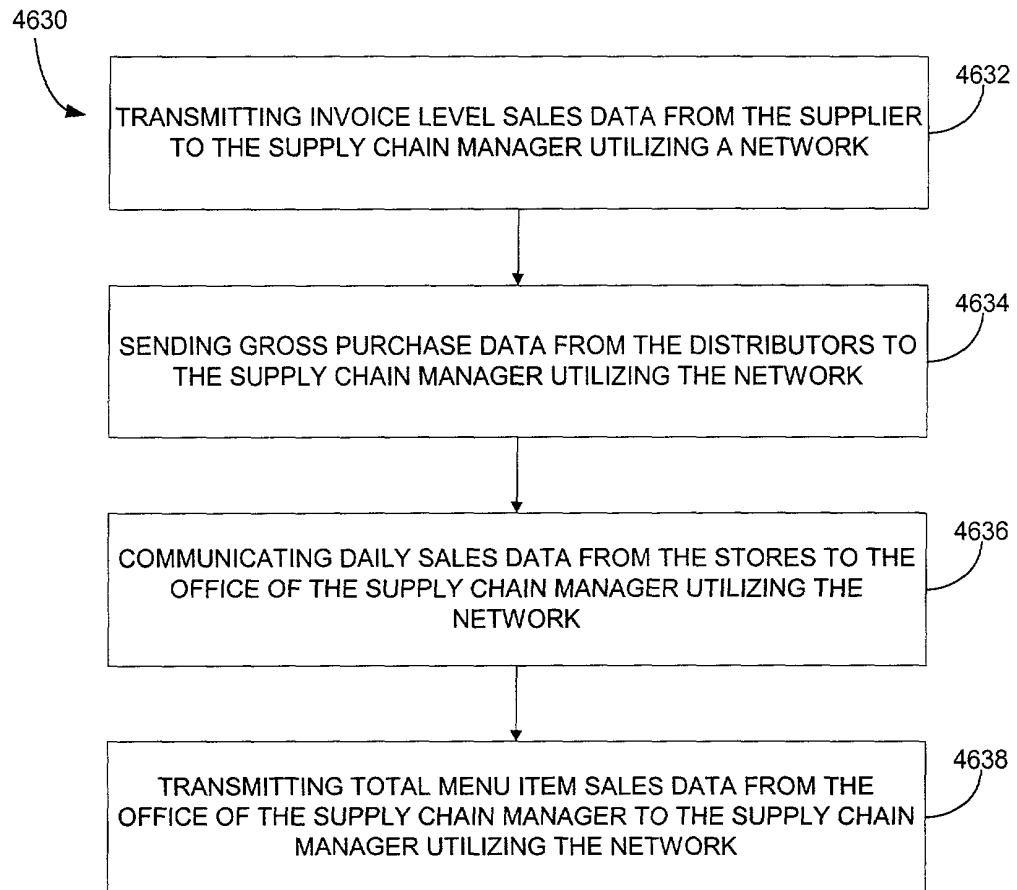 4630
4632
TRANSMITTING INVOICE LEVEL SALES DATA FROM THE SUPPLIER
TO THE SUPPLY CHAIN MANAGER UTILIZING A NETWORK
4634
SENDING GROSS PURCHASE DATA FROM THE DISTRIBUTORS TO
THE SUPPLY CHAIN MANAGER UTILIZING THE NETWORK
4636
COMMUNICATING DAILY SALES DATA FROM THE STORES TO THE
OFFICE OF THE SUPPLY CHAIN MANAGER UTILIZING THE
NETWORK
4638
TRANSMITTING TOTAL MENU ITEM SALES DATA FROM THE
OFFICE OF THE SUPPLY CHAIN MANAGER TO THE SUPPLY CHAIN
MANAGER UTILIZING THE NETWORK